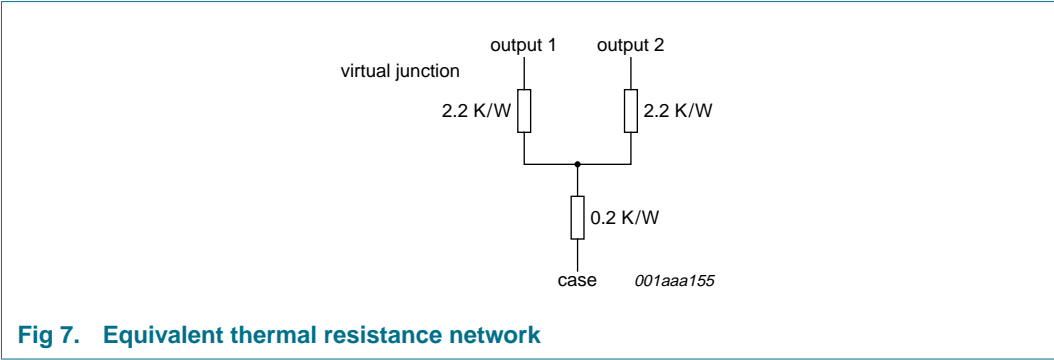 output 1 output 2
virtual junction
2.2 K/W 2.2 K/W
0.2 K/W
case 001aaa155
Fig 7. Equivalent thermal resistance network